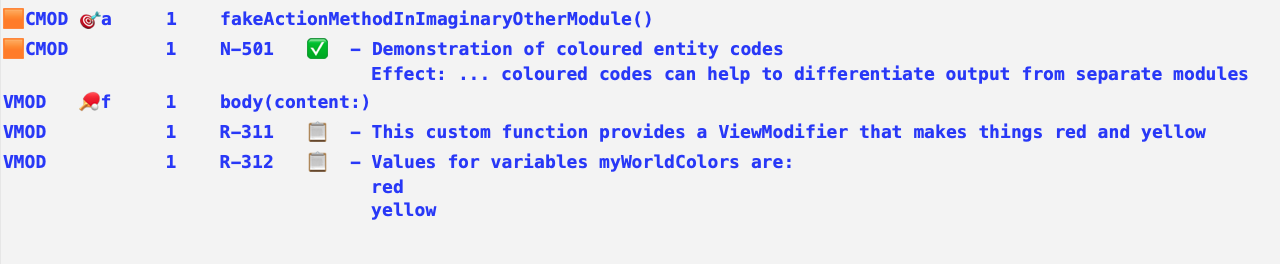 🟧CMOD 🎯a 1 fakeActionMethodInImaginaryOtherModule()
🟧CMOD 1 N–501 ✅ – Demonstration of coloured entity codes
Effect: ... coloured codes can help to differentiate output from separate modules
VMOD 🏓f 1 body(content:)
VMOD 1 R–311 📋 – This custom function provides a ViewModifier that makes things red and yellow
VMOD 1 R–312 📋 – Values for variables myWorldColors are:
red
yellow